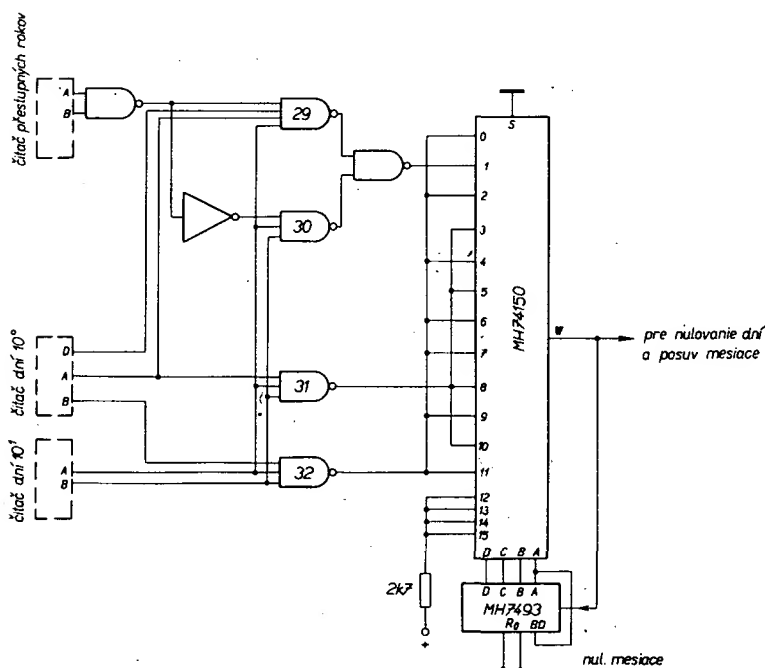 čítač přestupných rokov
A
B
29
30
31
32
čítač dní 10°
D
A
B
čítač dní 10¹
A
B
S
0
1
2
3
4
5
6
7
8
9
10
11
12
13
14
15
MH74150
W
pre nulovanie dní
a posuv mesiace
D C B A
D C B A
MH7493
R₀ BD
2k7
+
nul. mesiace